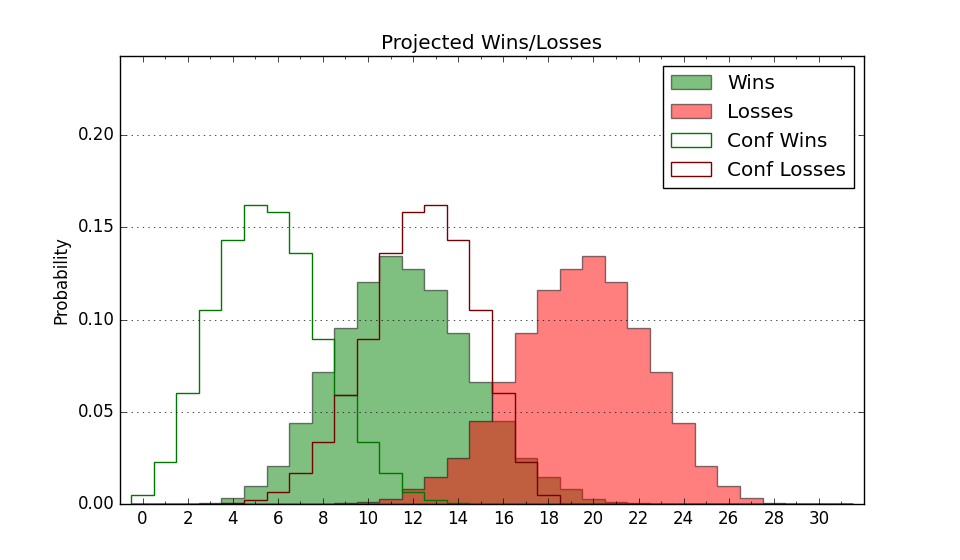 Projected Wins/Losses
Wins
Losses
Conf Wins
Conf Losses
Probability
0.20
0.15
0.10
0.05
0.00
0 2 4 6 8 10 12 14 16 18 20 22 24 26 28 30